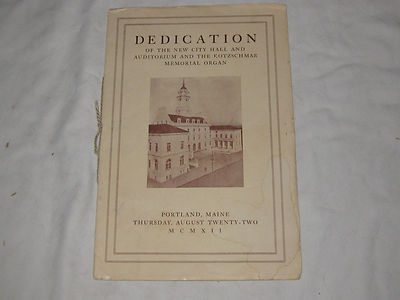 DEDICATION
OF THE NEW CITY HALL AND
AUDITORIUM AND THE KOTZSCHMAR
MEMORIAL ORGAN
PORTLAND, MAINE
THURSDAY, AUGUST TWENTY-TWO
MCMXII